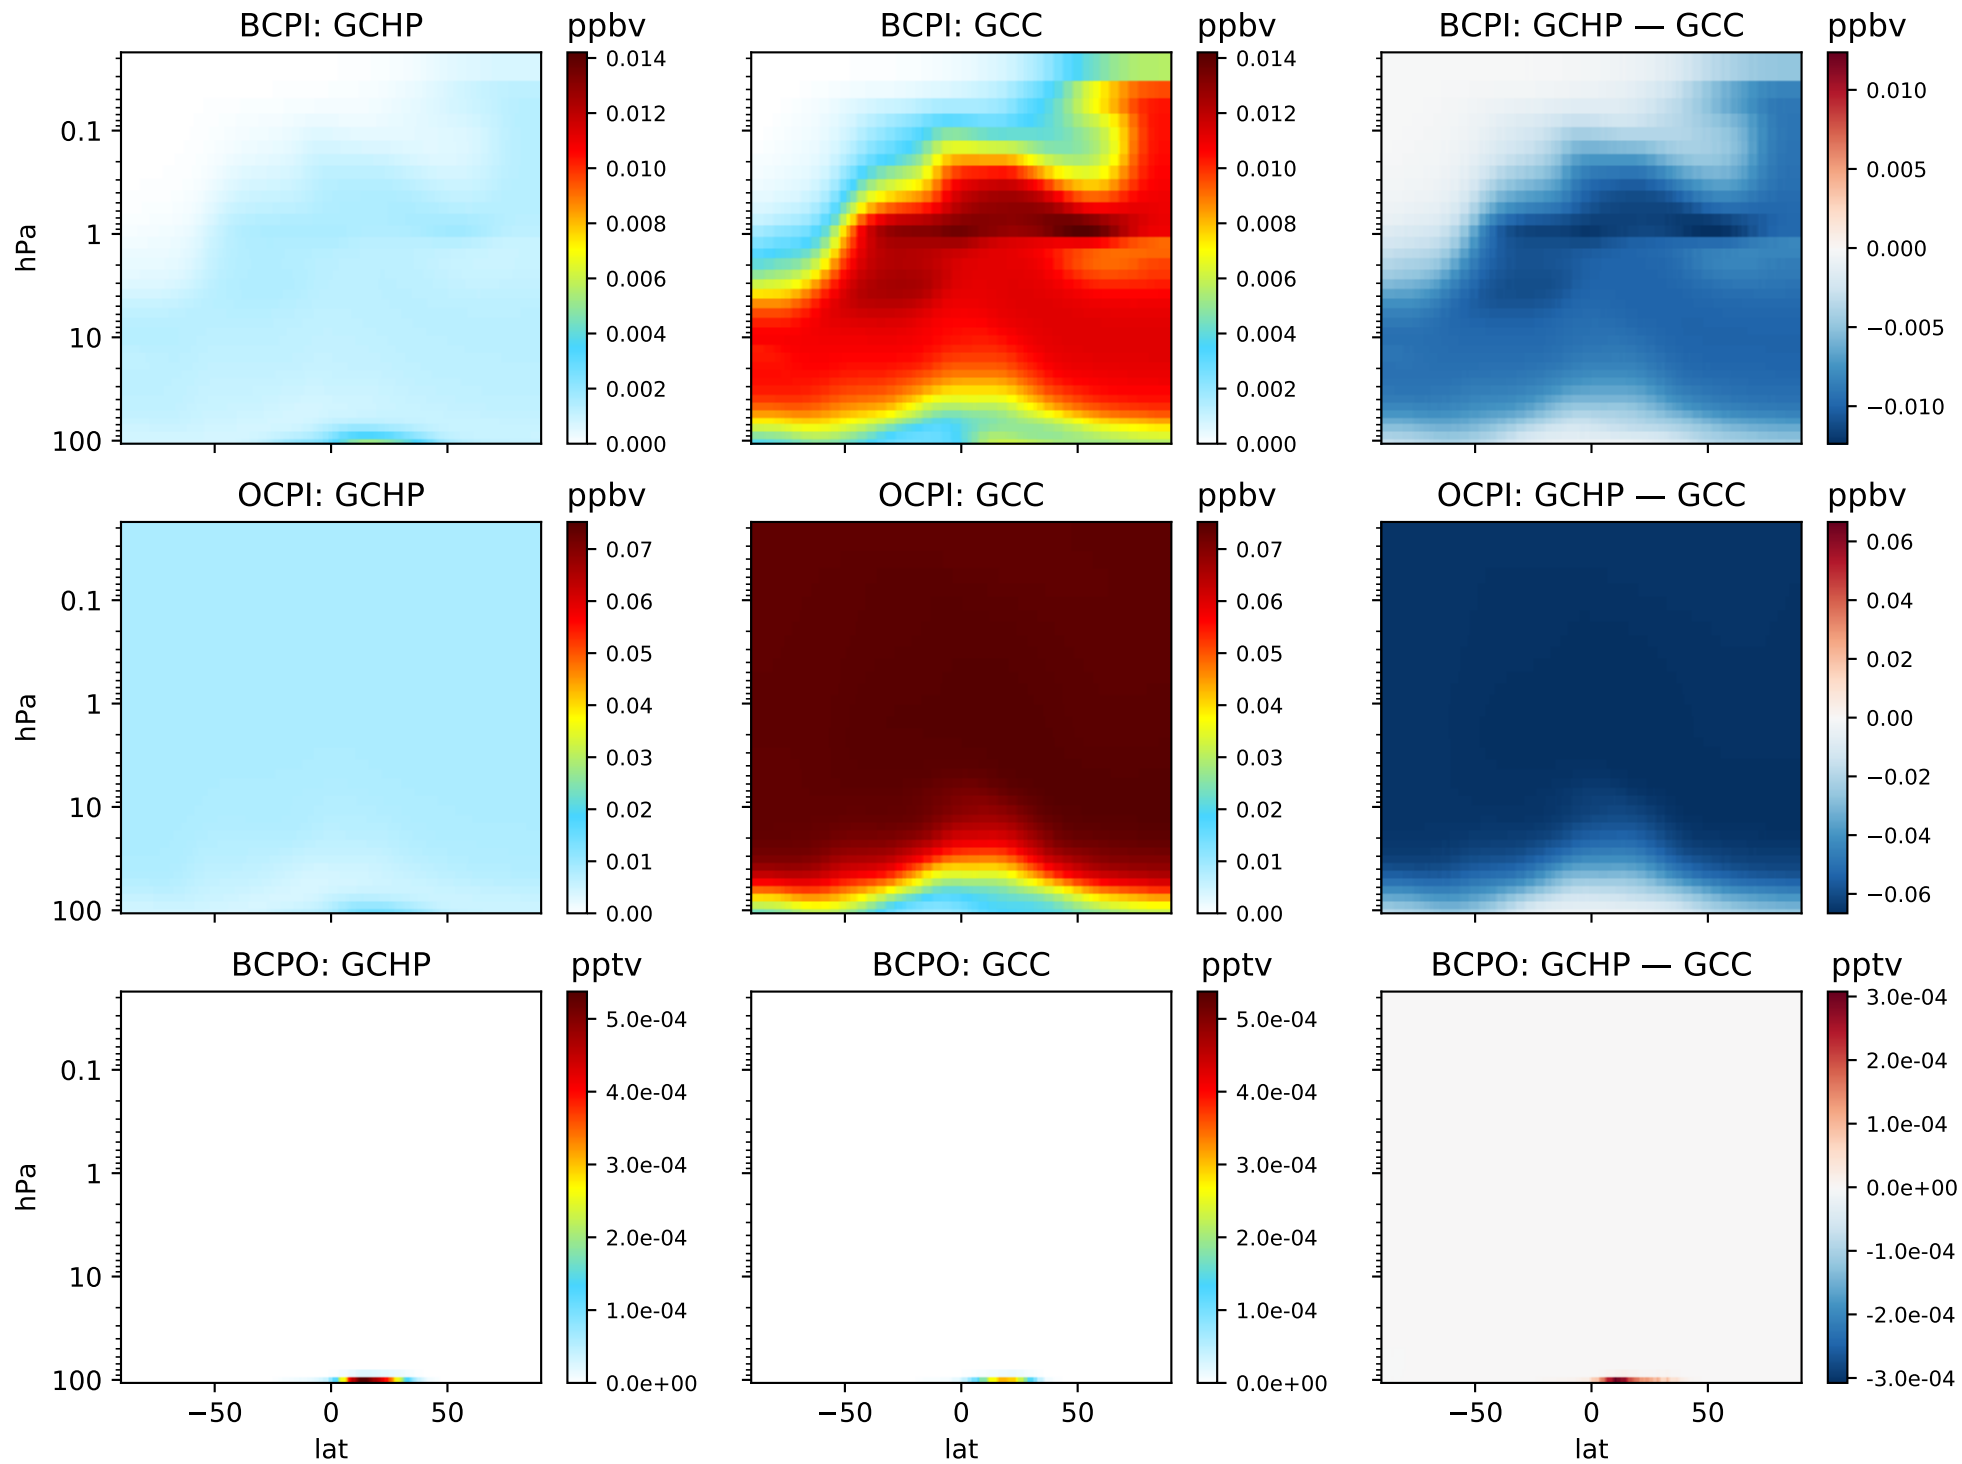 BCPI: GCHP
ppbv
BCPI: GCC
ppbv
BCPI: GCHP — GCC
ppbv
hPa
0.1
1
10
100
0.014
0.012
0.010
0.008
0.006
0.004
0.002
0.000
0.014
0.012
0.010
0.008
0.006
0.004
0.002
0.000
0.010
0.005
0.000
−0.005
−0.010
OCPI: GCHP
ppbv
OCPI: GCC
ppbv
OCPI: GCHP — GCC
ppbv
hPa
0.1
1
10
100
0.07
0.06
0.05
0.04
0.03
0.02
0.01
0.00
0.07
0.06
0.05
0.04
0.03
0.02
0.01
0.00
0.06
0.04
0.02
0.00
−0.02
−0.04
−0.06
BCPO: GCHP
pptv
BCPO: GCC
pptv
BCPO: GCHP — GCC
pptv
hPa
0.1
1
10
100
5.0e-04
4.0e-04
3.0e-04
2.0e-04
1.0e-04
0.0e+00
5.0e-04
4.0e-04
3.0e-04
2.0e-04
1.0e-04
0.0e+00
3.0e-04
2.0e-04
1.0e-04
0.0e+00
-1.0e-04
-2.0e-04
-3.0e-04
−50 0 50
−50 0 50
−50 0 50
lat
lat
lat